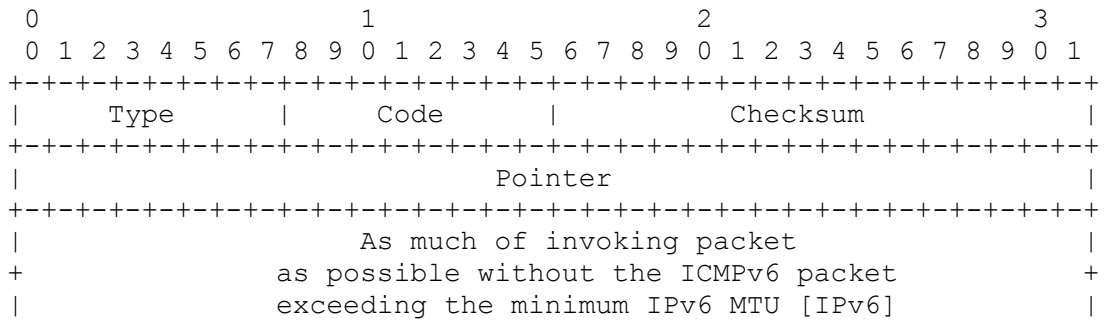 0                   1                   2                   3
 0 1 2 3 4 5 6 7 8 9 0 1 2 3 4 5 6 7 8 9 0 1 2 3 4 5 6 7 8 9 0 1
+-+-+-+-+-+-+-+-+-+-+-+-+-+-+-+-+-+-+-+-+-+-+-+-+-+-+-+-+-+-+-+-+
|     Type      |     Code      |          Checksum             |
+-+-+-+-+-+-+-+-+-+-+-+-+-+-+-+-+-+-+-+-+-+-+-+-+-+-+-+-+-+-+-+-+
|                            Pointer                            |
+-+-+-+-+-+-+-+-+-+-+-+-+-+-+-+-+-+-+-+-+-+-+-+-+-+-+-+-+-+-+-+-+
|                    As much of invoking packet                 |
+               as possible without the ICMPv6 packet           +
|               exceeding the minimum IPv6 MTU [IPv6]           |